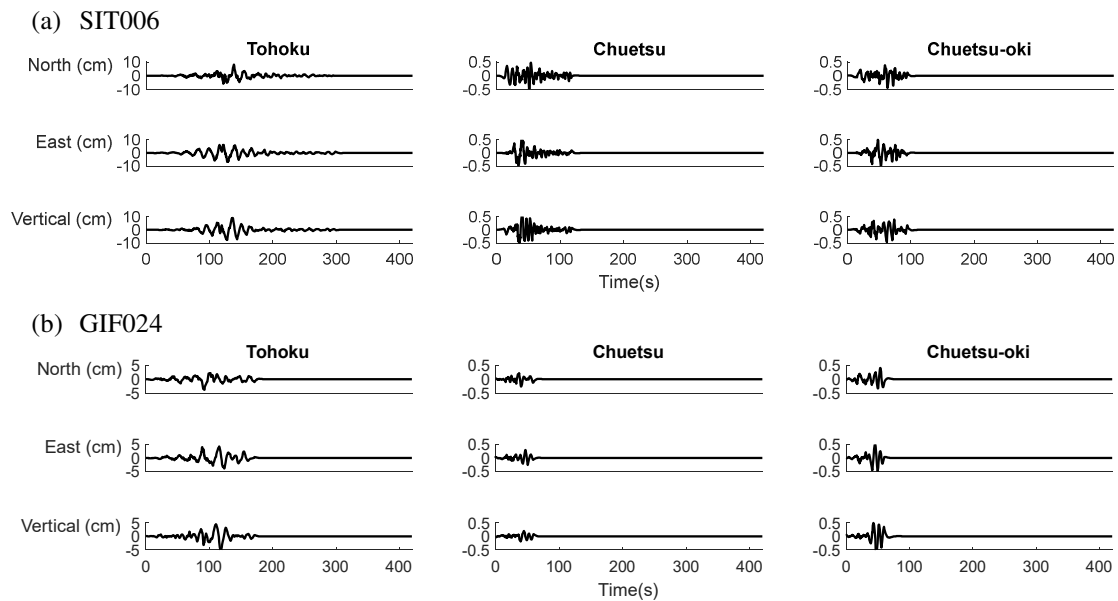 (a) SIT006
Tohoku Chuetsu Chuetsu-oki
North (cm) 10 0 -10 0.5 0 -0.5 0.5 0 -0.5
East (cm) 10 0 -10 0.5 0 -0.5 0.5 0 -0.5
Vertical (cm) 10 0 -10 0.5 0 -0.5 0.5 0 -0.5
0 100 200 300 400 0 100 200 300 400 0 100 200 300 400
Time(s)
(b) GIF024
Tohoku Chuetsu Chuetsu-oki
North (cm) 5 0 -5 0.5 0 -0.5 0.5 0 -0.5
East (cm) 5 0 -5 0.5 0 -0.5 0.5 0 -0.5
Vertical (cm) 5 0 -5 0.5 0 -0.5 0.5 0 -0.5
0 100 200 300 400 0 100 200 300 400 0 100 200 300 400
Time(s)